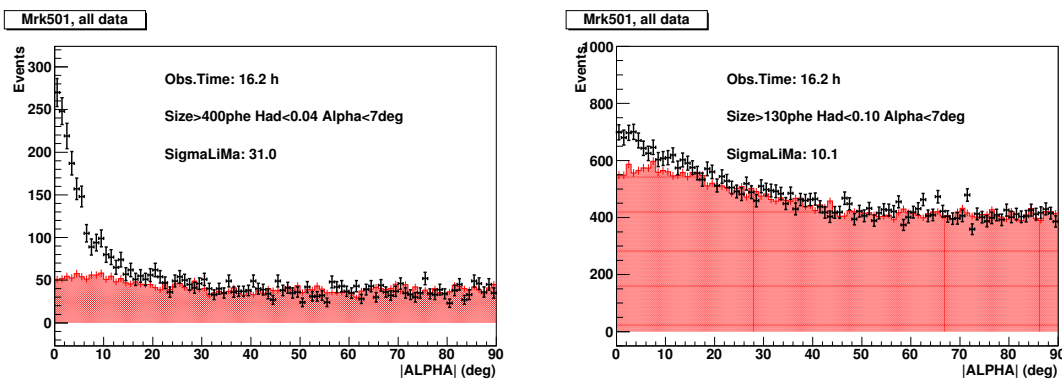 Mrk501, all data
Events
300
250
200
150
100
50
0
Obs.Time: 16.2 h
Size>400phe Had<0.04 Alpha<7deg
SigmaLiMa: 31.0
0 10 20 30 40 50 60 70 80 90
|ALPHA| (deg)
Mrk501, all data
Events
1000
800
600
400
200
0
Obs.Time: 16.2 h
Size>130phe Had<0.10 Alpha<7deg
SigmaLiMa: 10.1
0 10 20 30 40 50 60 70 80 90
|ALPHA| (deg)